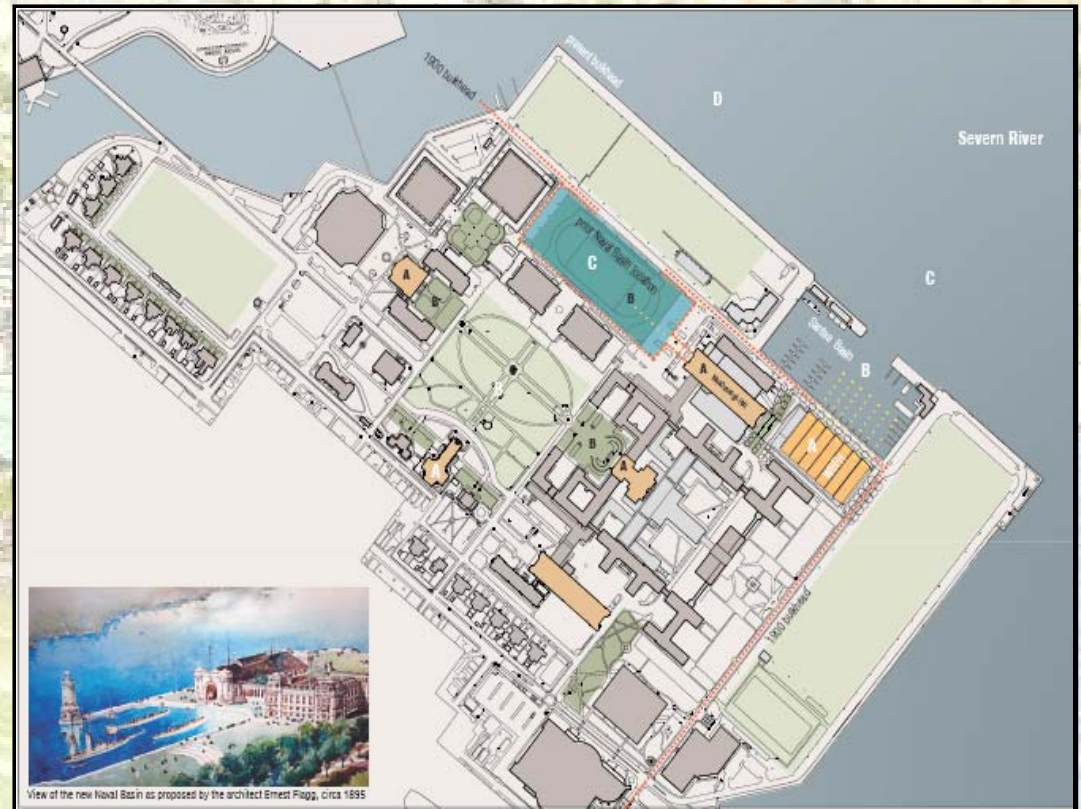 present bulkhead
1900 bulkhead
D
Severn River
prior Naval Basin location
C
B
C
A
B
Santee Basin
B
A
B
A
A
B
A
A
1900 bulkhead
View of the new Naval Basin as proposed by the architect Ernest Flagg, circa 1895